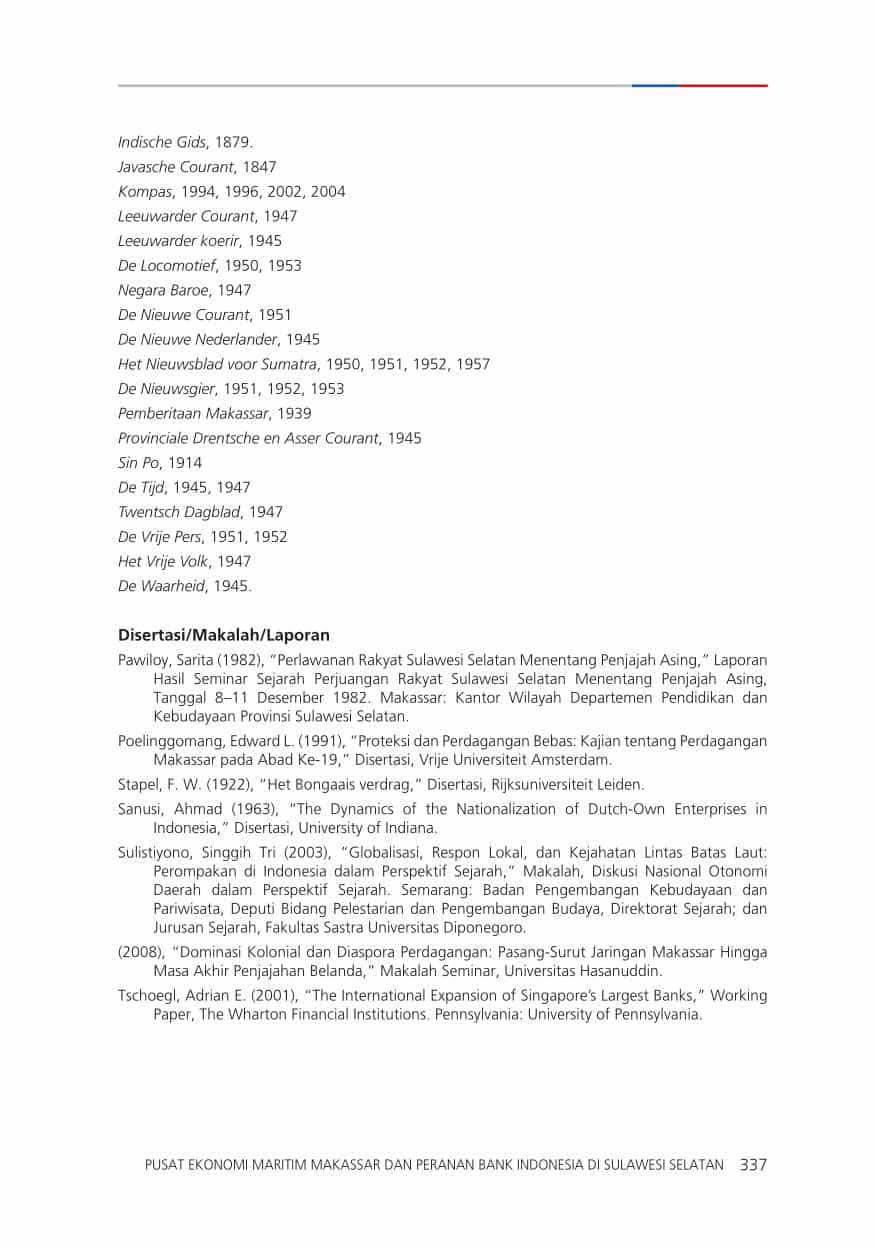 Indische Gids, 1879.
Javasche Courant, 1847
Kompas, 1994, 1996, 2002, 2004
Leeuwarder Courant, 1947
Leeuwarder koerir, 1945
De Locomotief, 1950, 1953
Negara Baroe, 1947
De Nieuwe Courant, 1951
De Nieuwe Nederlander, 1945
Het Nieuwsblad voor Sumatra, 1950, 1951, 1952, 1957
De Nieuwsgier, 1951, 1952, 1953
Pemberitaan Makassar, 1939
Provinciale Drentsche en Asser Courant, 1945
Sin Po, 1914
De Tijd, 1945, 1947
Twentsch Dagblad, 1947
De Vrije Pers, 1951, 1952
Het Vrije Volk, 1947
De Waarheid, 1945.
Disertasi/Makalah/Laporan
Pawiloy, Sarita (1982), “Perlawanan Rakyat Sulawesi Selatan Menentang Penjajah Asing,” Laporan
Hasil Seminar Sejarah Perjuangan Rakyat Sulawesi Selatan Menentang Penjajah Asing,
Tanggal 8–11 Desember 1982. Makassar: Kantor Wilayah Departemen Pendidikan dan
Kebudayaan Provinsi Sulawesi Selatan.
Poelinggomang, Edward L. (1991), “Proteksi dan Perdagangan Bebas: Kajian tentang Perdagangan
Makassar pada Abad Ke-19,” Disertasi, Vrije Universiteit Amsterdam.
Stapel, F. W. (1922), “Het Bongaais verdrag,” Disertasi, Rijksuniversiteit Leiden.
Sanusi, Ahmad (1963), “The Dynamics of the Nationalization of Dutch-Own Enterprises in
Indonesia,” Disertasi, University of Indiana.
Sulistiyono, Singgih Tri (2003), “Globalisasi, Respon Lokal, dan Kejahatan Lintas Batas Laut:
Perompakan di Indonesia dalam Perspektif Sejarah,” Makalah, Diskusi Nasional Otonomi
Daerah dalam Perspektif Sejarah. Semarang: Badan Pengembangan Kebudayaan dan
Pariwisata, Deputi Bidang Pelestarian dan Pengembangan Budaya, Direktorat Sejarah; dan
Jurusan Sejarah, Fakultas Sastra Universitas Diponegoro.
(2008), “Dominasi Kolonial dan Diaspora Perdagangan: Pasang-Surut Jaringan Makassar Hingga
Masa Akhir Penjajahan Belanda,” Makalah Seminar, Universitas Hasanuddin.
Tschoegl, Adrian E. (2001), “The International Expansion of Singapore’s Largest Banks,” Working
Paper, The Wharton Financial Institutions. Pennsylvania: University of Pennsylvania.
PUSAT EKONOMI MARITIM MAKASSAR DAN PERANAN BANK INDONESIA DI SULAWESI SELATAN 337